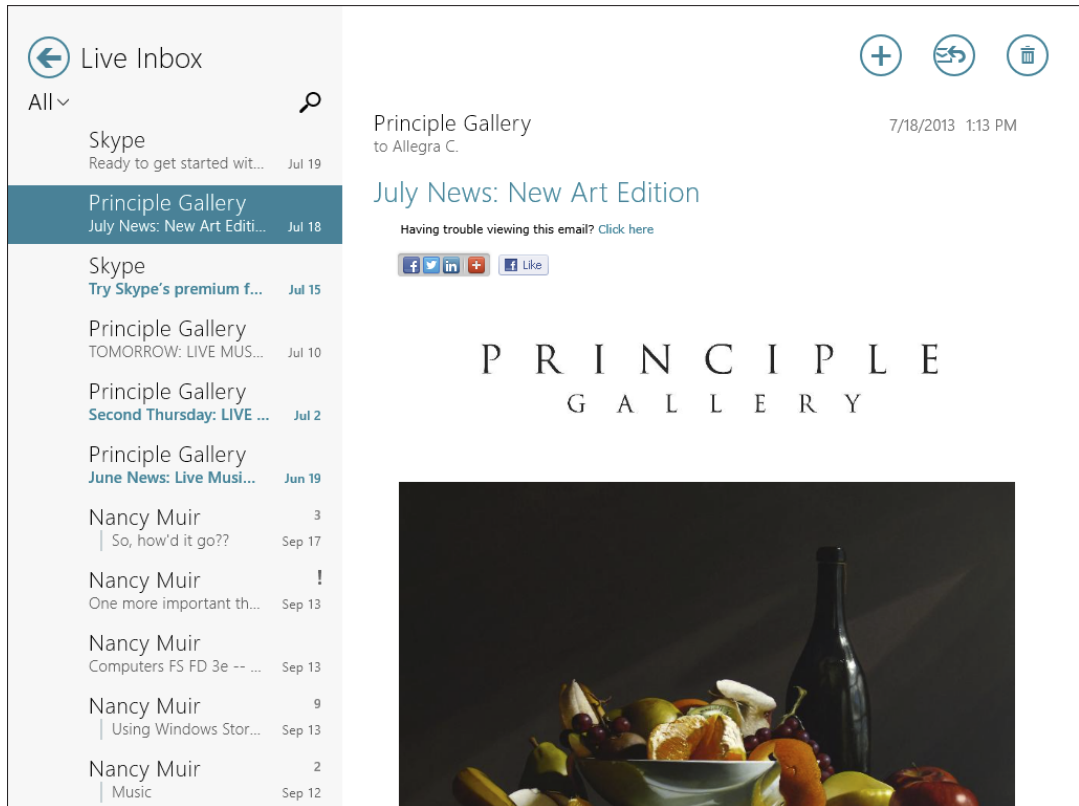 Live Inbox
All
Skype
Ready to get started wit... Jul 19
Principle Gallery
July News: New Art Editi... Jul 18
Skype
Try Skype's premium f... Jul 15
Principle Gallery
TOMORROW: LIVE MUS... Jul 10
Principle Gallery
Second Thursday: LIVE ... Jul 2
Principle Gallery
June News: Live Musi... Jun 19
Nancy Muir 3
So, how'd it go?? Sep 17
Nancy Muir !
One more important th... Sep 13
Nancy Muir
Computers FS FD 3e -- ... Sep 13
Nancy Muir 9
Using Windows Stor... Sep 13
Nancy Muir 2
Music Sep 12
Principle Gallery 7/18/2013 1:13 PM
to Allegra C.
July News: New Art Edition
Having trouble viewing this email? Click here
f in + f Like
PRINCIPLE
GALLERY